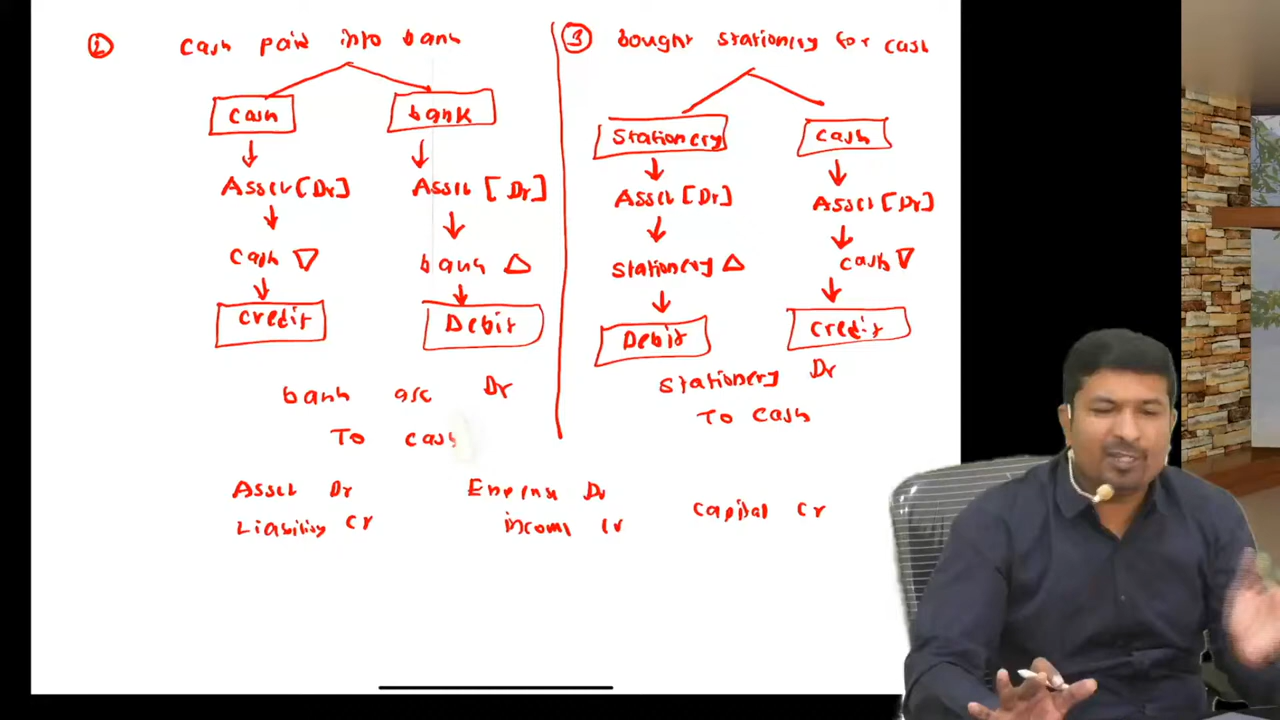 2 cash paid into bank
cash bank
Asset [Dr] Asset [Dr]
cash ▽ bank △
credit Debit
bank a/c Dr
To cash
3 bought stationery for cash
Stationery cash
Asset [Dr] Asset [Dr]
stationery △ cash ▽
Debit credit
stationery Dr
To cash
Asset Dr
Liability Cr
Expense Dr
income Cr
capital Cr